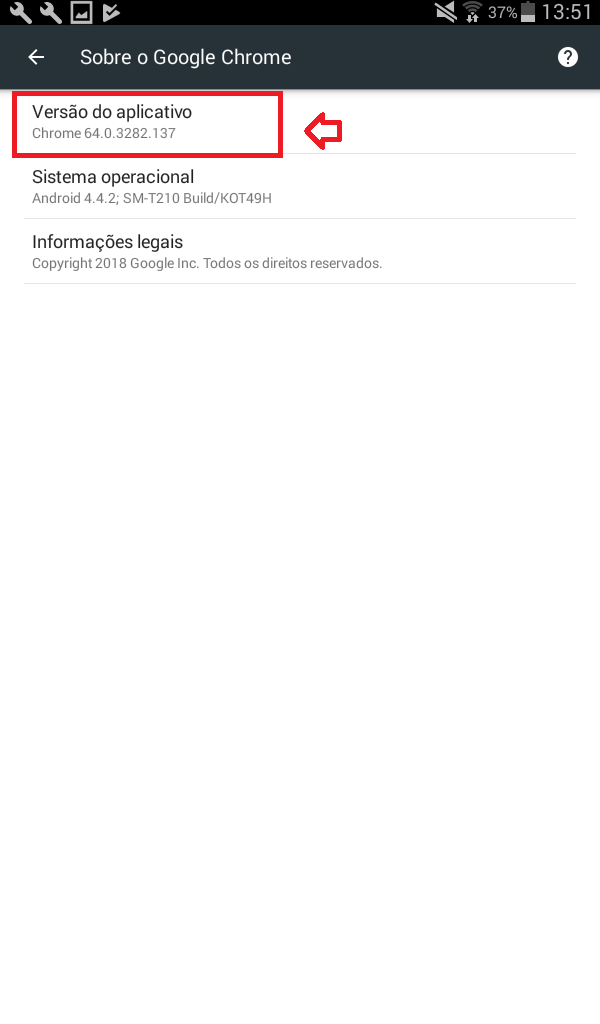 37% 13:51
Sobre o Google Chrome
Versão do aplicativo
Chrome 64.0.3282.137
Sistema operacional
Android 4.4.2; SM-T210 Build/KOT49H
Informações legais
Copyright 2018 Google Inc. Todos os direitos reservados.